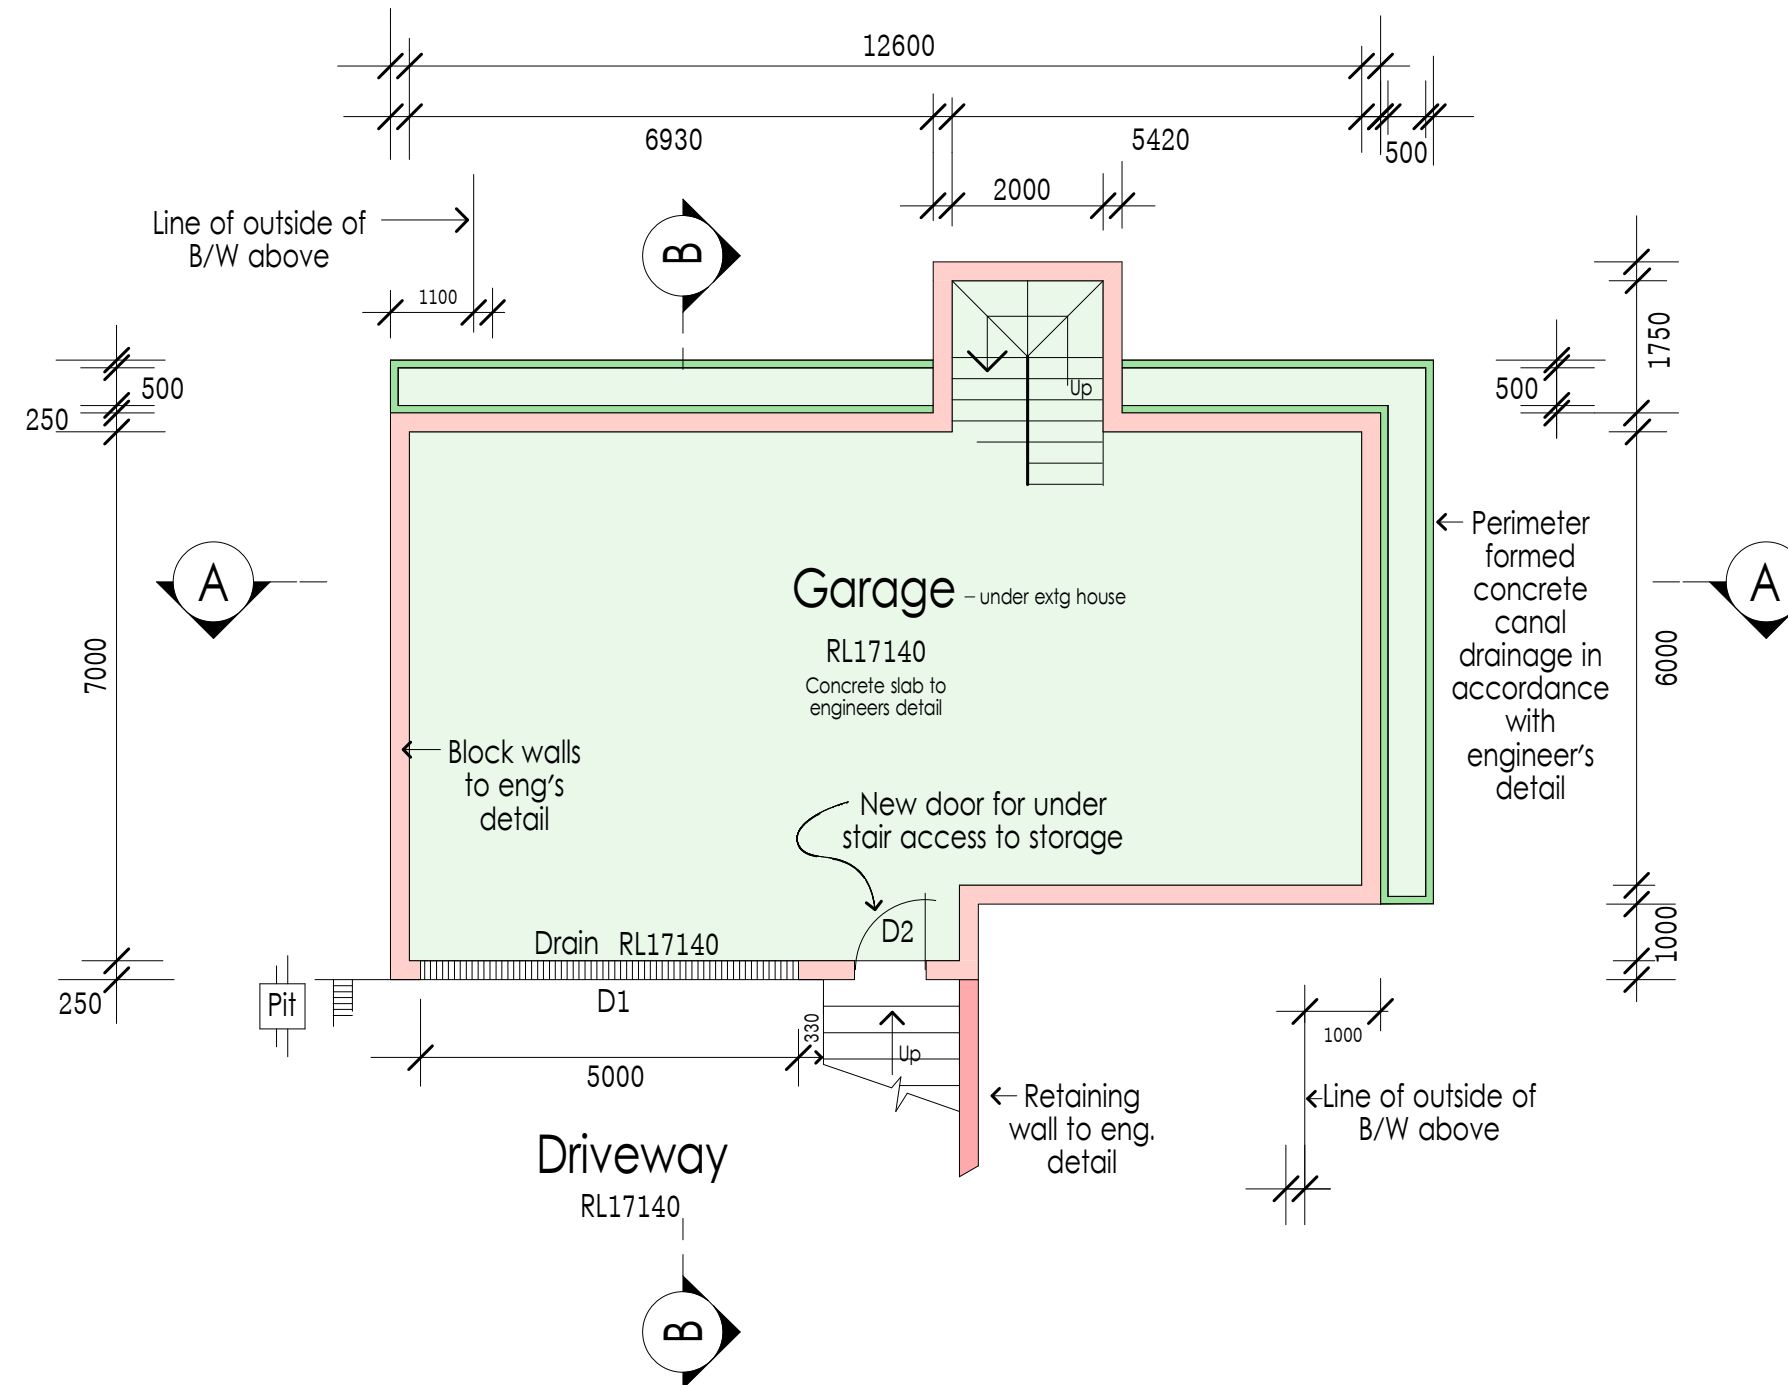 12600
6930
5420
500
2000
Line of outside of
B/W above
B
1100
1750
500
500
250
Up
A
Garage – under extg house
RL17140
Concrete slab to
engineers detail
Perimeter
formed
concrete
canal
drainage in
accordance
with
engineer's
detail
A
7000
6000
Block walls
to eng's
detail
New door for under
stair access to storage
D2
Drain RL17140
1000
250
Pit
D1
330
Up
5000
1000
Retaining
wall to eng.
detail
Line of outside of
B/W above
Driveway
RL17140
B